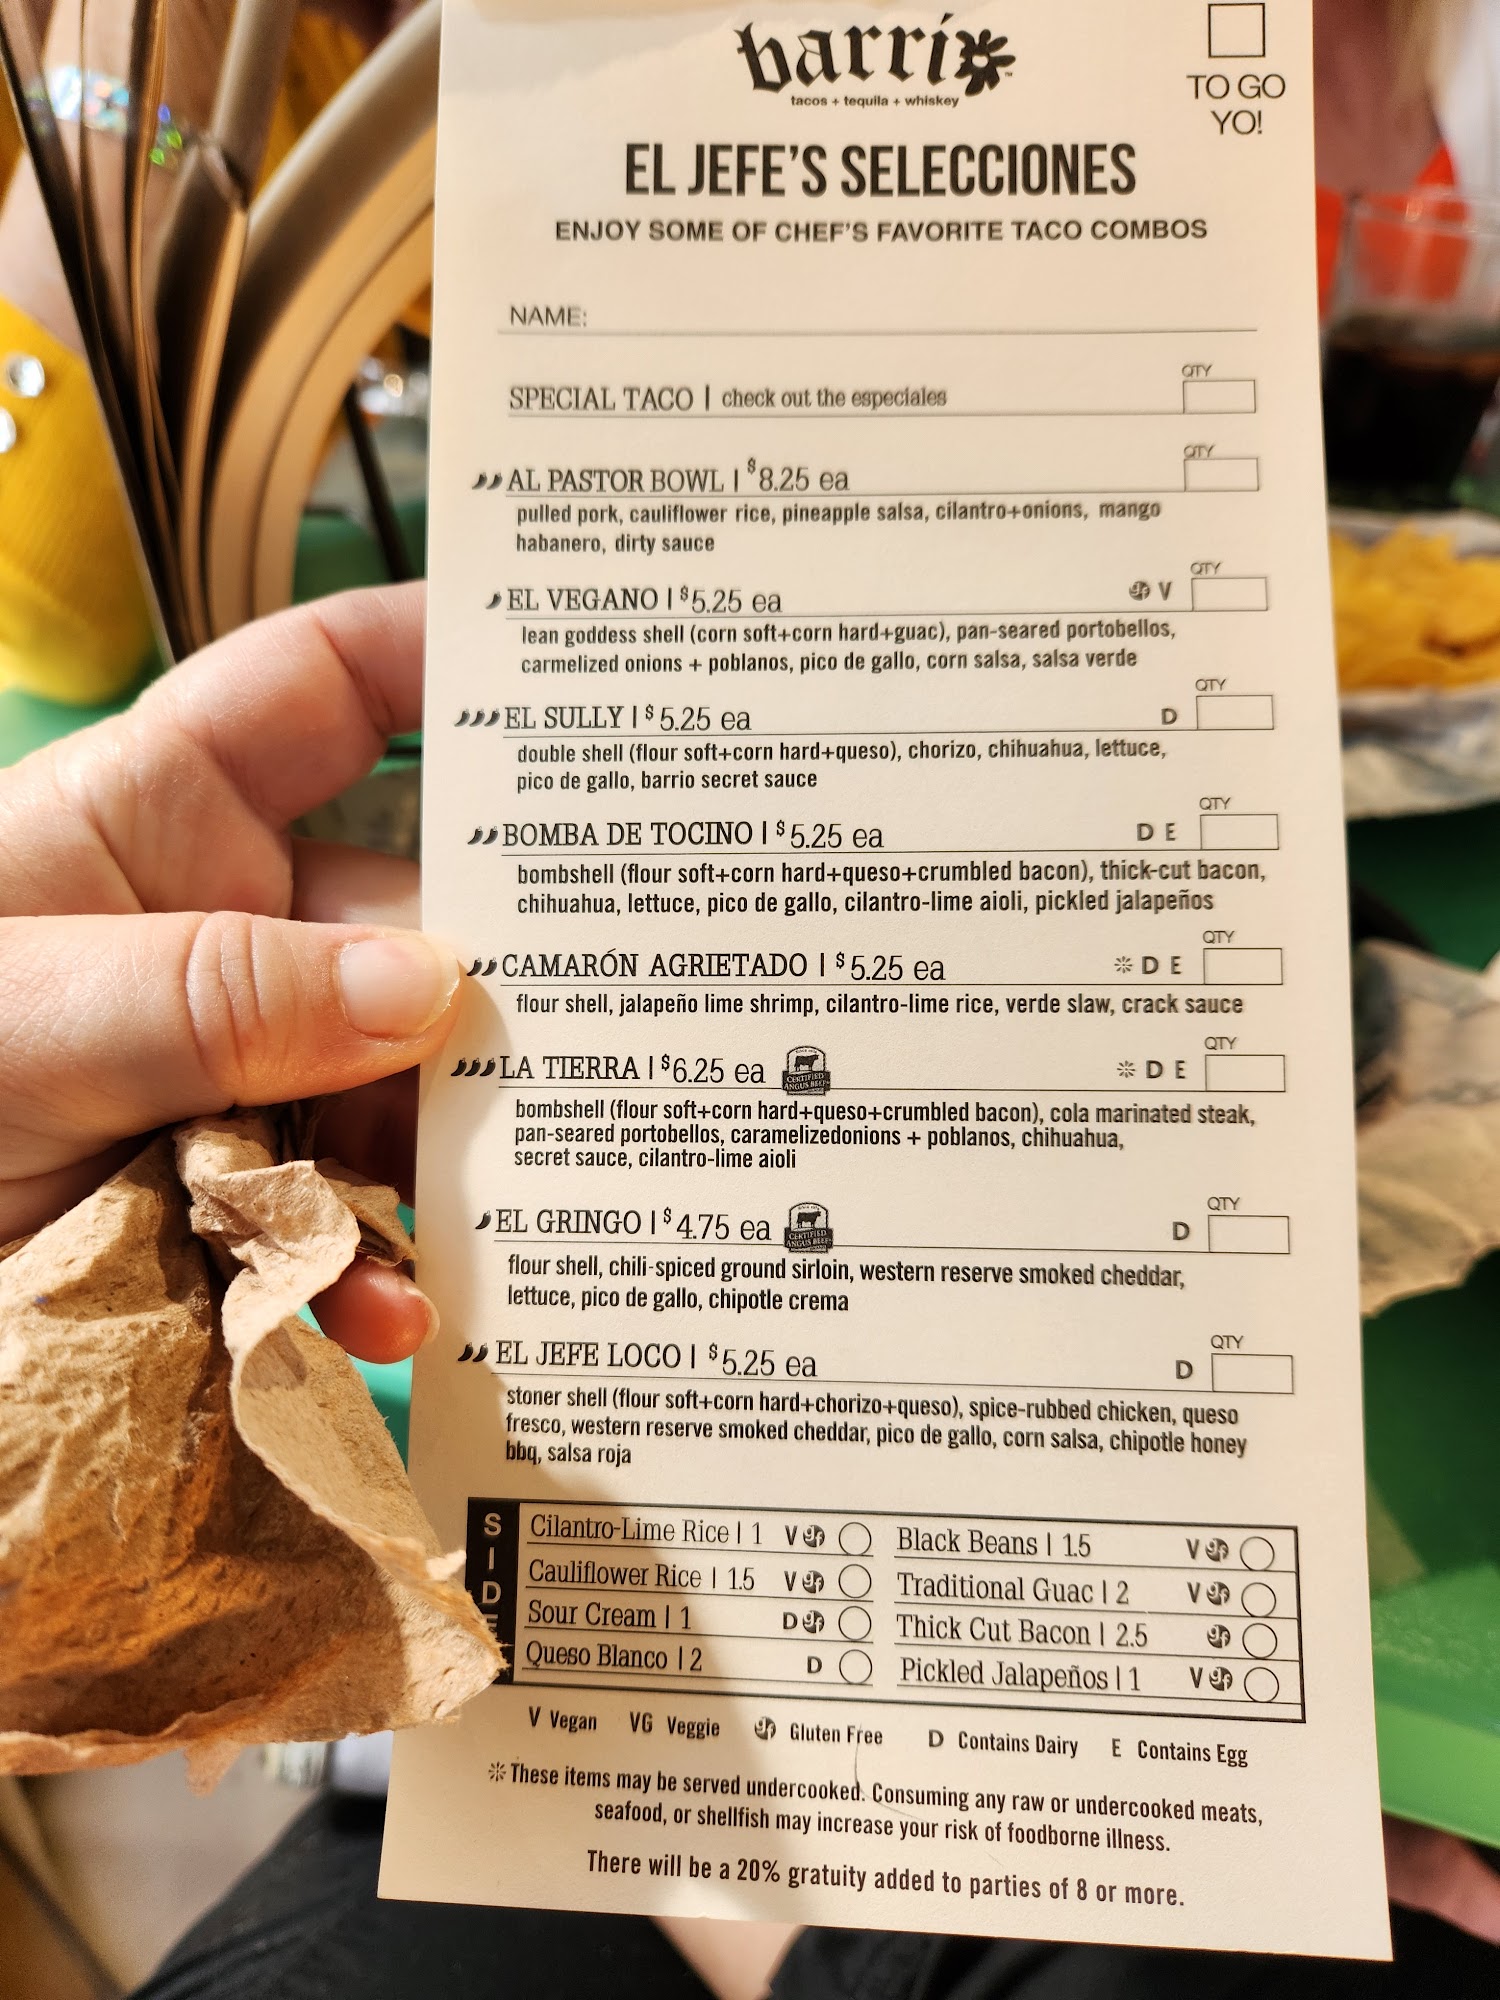 barrio
tacos + tequila + whiskey
TO GO
YO!
EL JEFE'S SELECCIONES
ENJOY SOME OF CHEF'S FAVORITE TACO COMBOS
NAME:
QTY
SPECIAL TACO | check out the especiales
QTY
AL PASTOR BOWL | $8.25 ea
pulled pork, cauliflower rice, pineapple salsa, cilantro+onions, mango
habanero, dirty sauce
QTY
EL VEGANO | $5.25 ea gf V
lean goddess shell (corn soft+corn hard+guac), pan-seared portobellos,
carmelized onions + poblanos, pico de gallo, corn salsa, salsa verde
QTY
EL SULLY | $5.25 ea D
double shell (flour soft+corn hard+queso), chorizo, chihuahua, lettuce,
pico de gallo, barrio secret sauce
QTY
BOMBA DE TOCINO | $5.25 ea D E
bombshell (flour soft+corn hard+queso+crumbled bacon), thick-cut bacon,
chihuahua, lettuce, pico de gallo, cilantro-lime aioli, pickled jalapeños
QTY
CAMARÓN AGRIETADO | $5.25 ea * D E
flour shell, jalapeño lime shrimp, cilantro-lime rice, verde slaw, crack sauce
QTY
LA TIERRA | $6.25 ea CERTIFIED ANGUS BEEF * D E
bombshell (flour soft+corn hard+queso+crumbled bacon), cola marinated steak,
pan-seared portobellos, caramelizedonions + poblanos, chihuahua,
secret sauce, cilantro-lime aioli
QTY
EL GRINGO | $4.75 ea CERTIFIED ANGUS BEEF D
flour shell, chili-spiced ground sirloin, western reserve smoked cheddar,
lettuce, pico de gallo, chipotle crema
QTY
EL JEFE LOCO | $5.25 ea D
stoner shell (flour soft+corn hard+chorizo+queso), spice-rubbed chicken, queso
fresco, western reserve smoked cheddar, pico de gallo, corn salsa, chipotle honey
bbq, salsa roja
SIDE
Cilantro-Lime Rice | 1 V gf
Cauliflower Rice | 1.5 V gf
Sour Cream | 1 D gf
Queso Blanco | 2 D
Black Beans | 1.5 V gf
Traditional Guac | 2 V gf
Thick Cut Bacon | 2.5 gf
Pickled Jalapeños | 1 V gf
V Vegan VG Veggie gf Gluten Free D Contains Dairy E Contains Egg
* These items may be served undercooked. Consuming any raw or undercooked meats,
seafood, or shellfish may increase your risk of foodborne illness.
There will be a 20% gratuity added to parties of 8 or more.